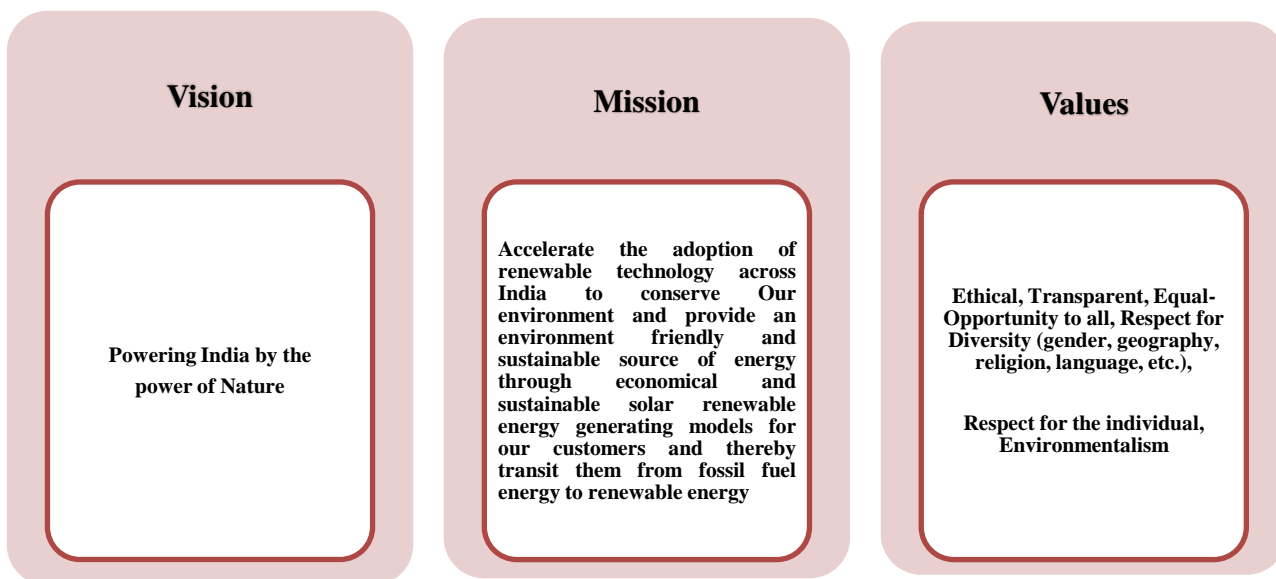 Vision
Powering India by the
power of Nature
Mission
Accelerate the adoption of
renewable technology across
India to conserve Our
environment and provide an
environment friendly and
sustainable source of energy
through economical and
sustainable solar renewable
energy generating models for
our customers and thereby
transit them from fossil fuel
energy to renewable energy
Values
Ethical, Transparent, Equal-
Opportunity to all, Respect for
Diversity (gender, geography,
religion, language, etc.),
Respect for the individual,
Environmentalism